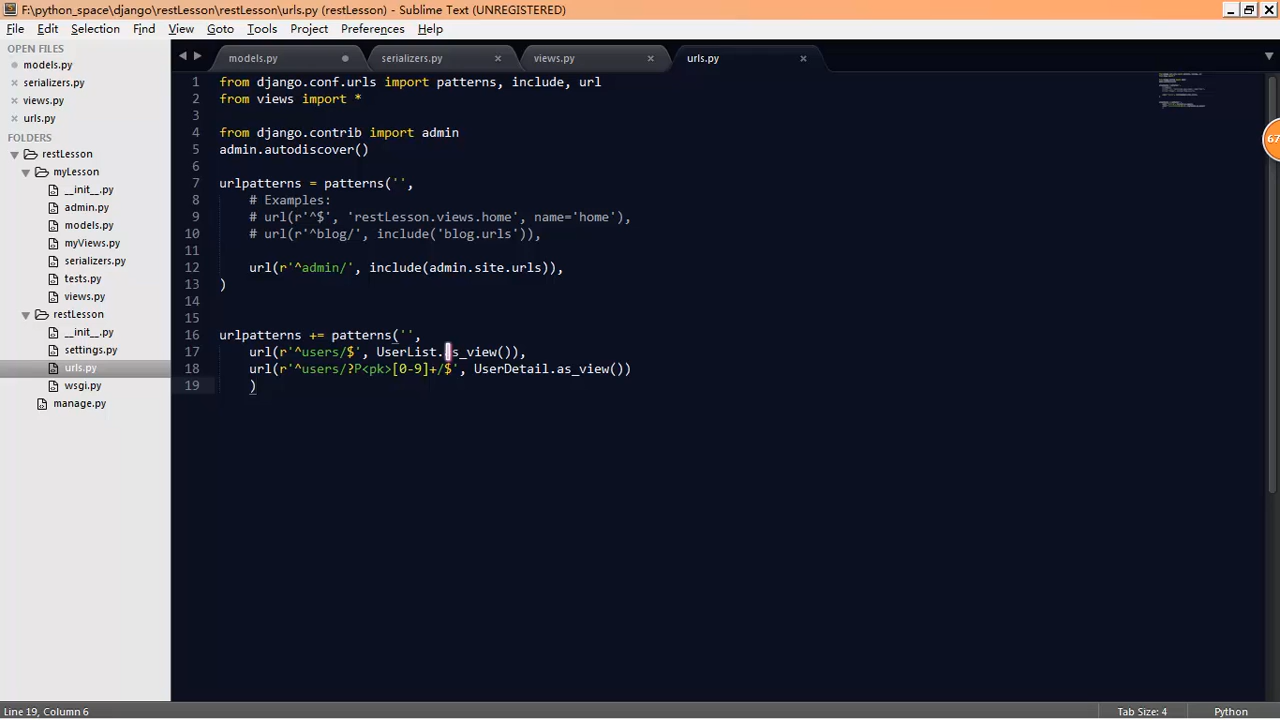 F:\python_space\django\restLesson\restLesson\urls.py (restLesson) - Sublime Text (UNREGISTERED)
File Edit Selection Find View Goto Tools Project Preferences Help
OPEN FILES
models.py
serializers.py
views.py
urls.py
FOLDERS
restLesson
myLesson
__init__.py
admin.py
models.py
myViews.py
serializers.py
tests.py
views.py
restLesson
__init__.py
settings.py
urls.py
wsgi.py
manage.py
models.py serializers.py views.py urls.py
1 from django.conf.urls import patterns, include, url
2 from views import *
3
4 from django.contrib import admin
5 admin.autodiscover()
6
7 urlpatterns = patterns('',
8 # Examples:
9 # url(r'^$', 'restLesson.views.home', name='home'),
10 # url(r'^blog/', include('blog.urls')),
11
12 url(r'^admin/', include(admin.site.urls)),
13 )
14
15
16 urlpatterns += patterns('',
17 url(r'^users/$', UserList.as_view()),
18 url(r'^users/?P<pk>[0-9]+/$', UserDetail.as_view())
19 )
67
Line 19, Column 6
Tab Size: 4
Python